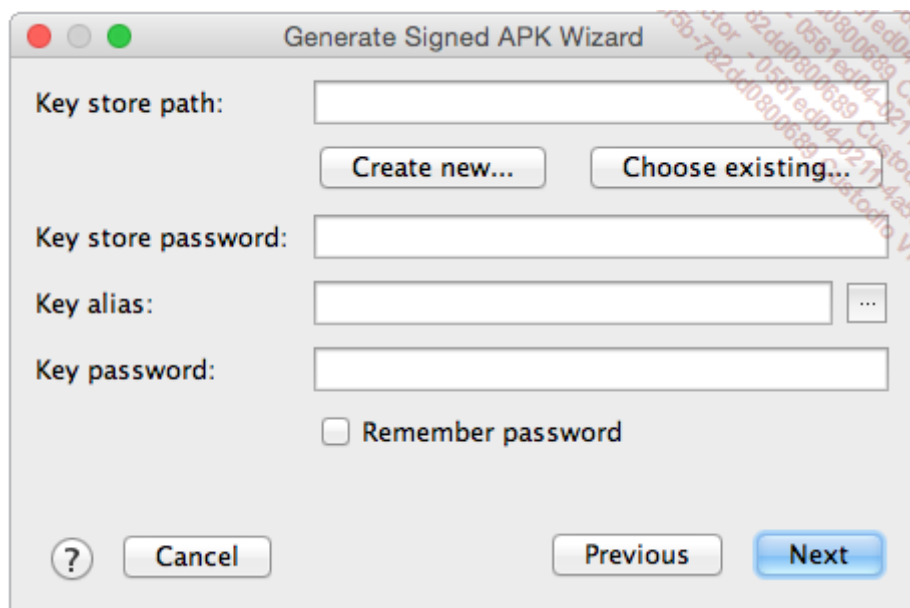 Generate Signed APK Wizard
Key store path:
Create new... Choose existing...
Key store password:
Key alias: ...
Key password:
Remember password
? Cancel Previous Next